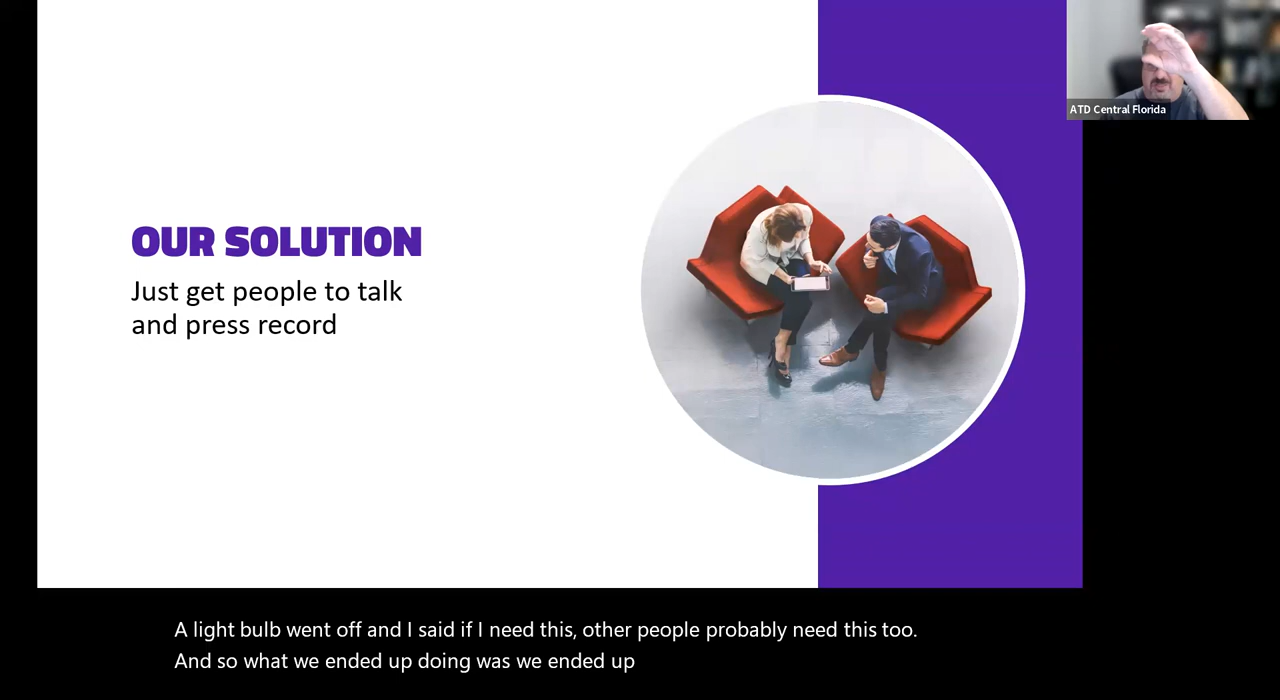 ATD Central Florida
OUR SOLUTION
Just get people to talk
and press record
A light bulb went off and I said if I need this, other people probably need this too.
And so what we ended up doing was we ended up